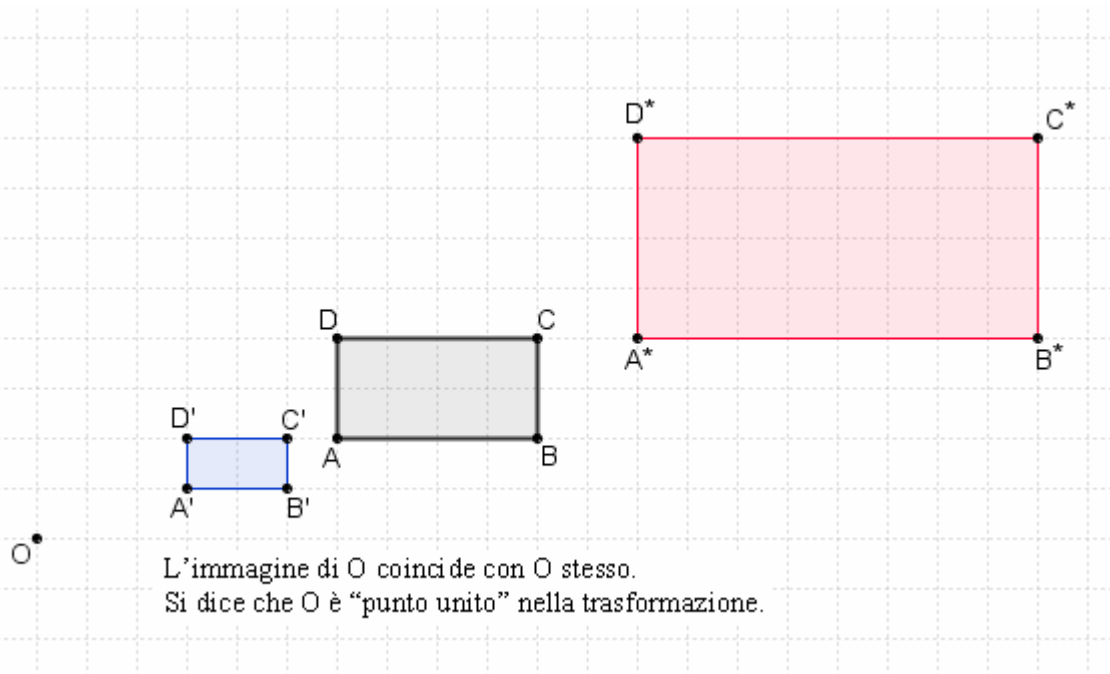 D* C*
A* B*
D C
D' C' A B
A' B'
O
L'immagine di O coincide con O stesso.
Si dice che O è “punto unito” nella trasformazione.